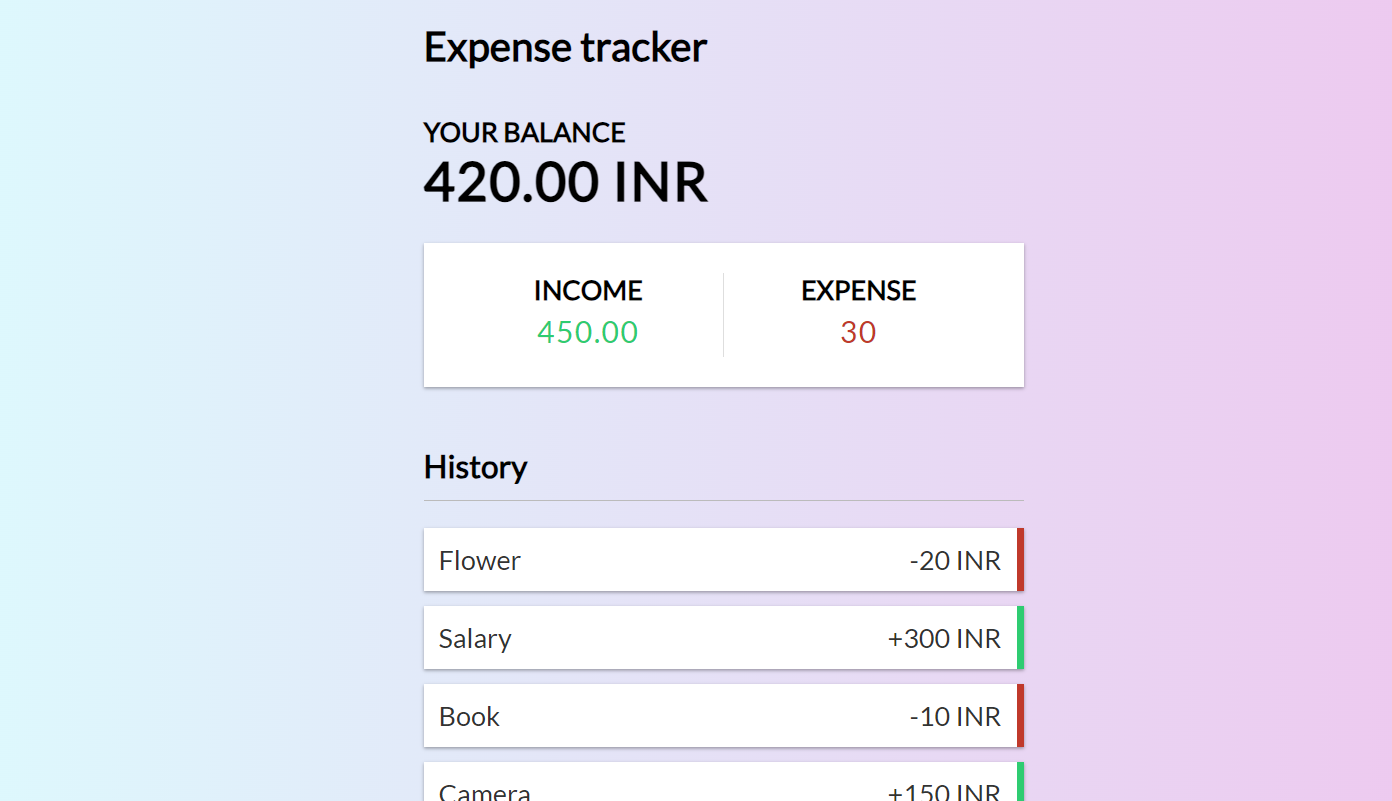 Expense tracker
YOUR BALANCE
420.00 INR
INCOME EXPENSE
450.00 30
History
Flower -20 INR
Salary +300 INR
Book -10 INR
Camera +150 INR